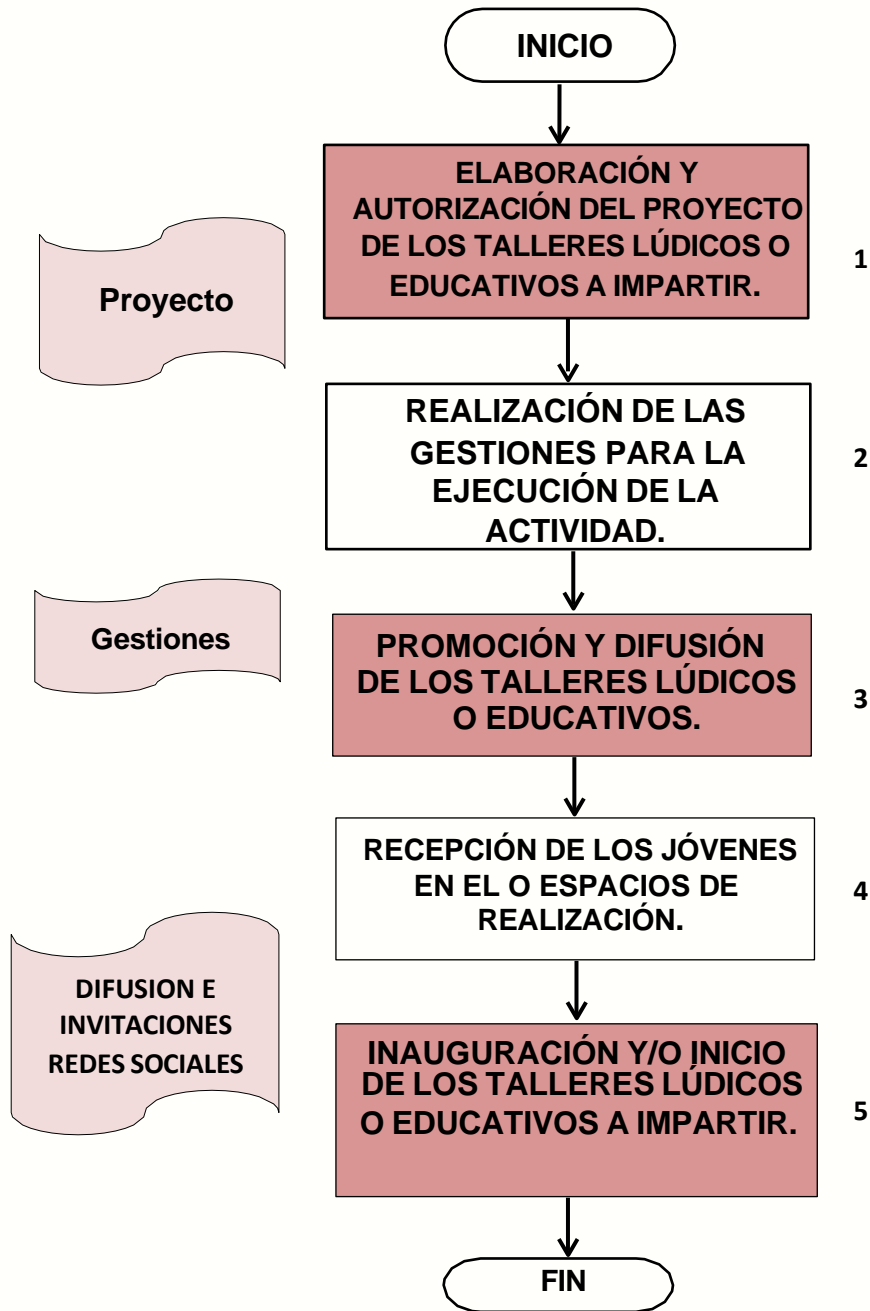 INICIO
ELABORACIÓN Y
AUTORIZACIÓN DEL PROYECTO
DE LOS TALLERES LÚDICOS O
EDUCATIVOS A IMPARTIR.
1
Proyecto
REALIZACIÓN DE LAS
GESTIONES PARA LA
EJECUCIÓN DE LA
ACTIVIDAD.
2
Gestiones
PROMOCIÓN Y DIFUSIÓN
DE LOS TALLERES LÚDICOS
O EDUCATIVOS.
3
RECEPCIÓN DE LOS JÓVENES
EN EL O ESPACIOS DE
REALIZACIÓN.
4
DIFUSION E
INVITACIONES
REDES SOCIALES
INAUGURACIÓN Y/O INICIO
DE LOS TALLERES LÚDICOS
O EDUCATIVOS A IMPARTIR.
5
FIN